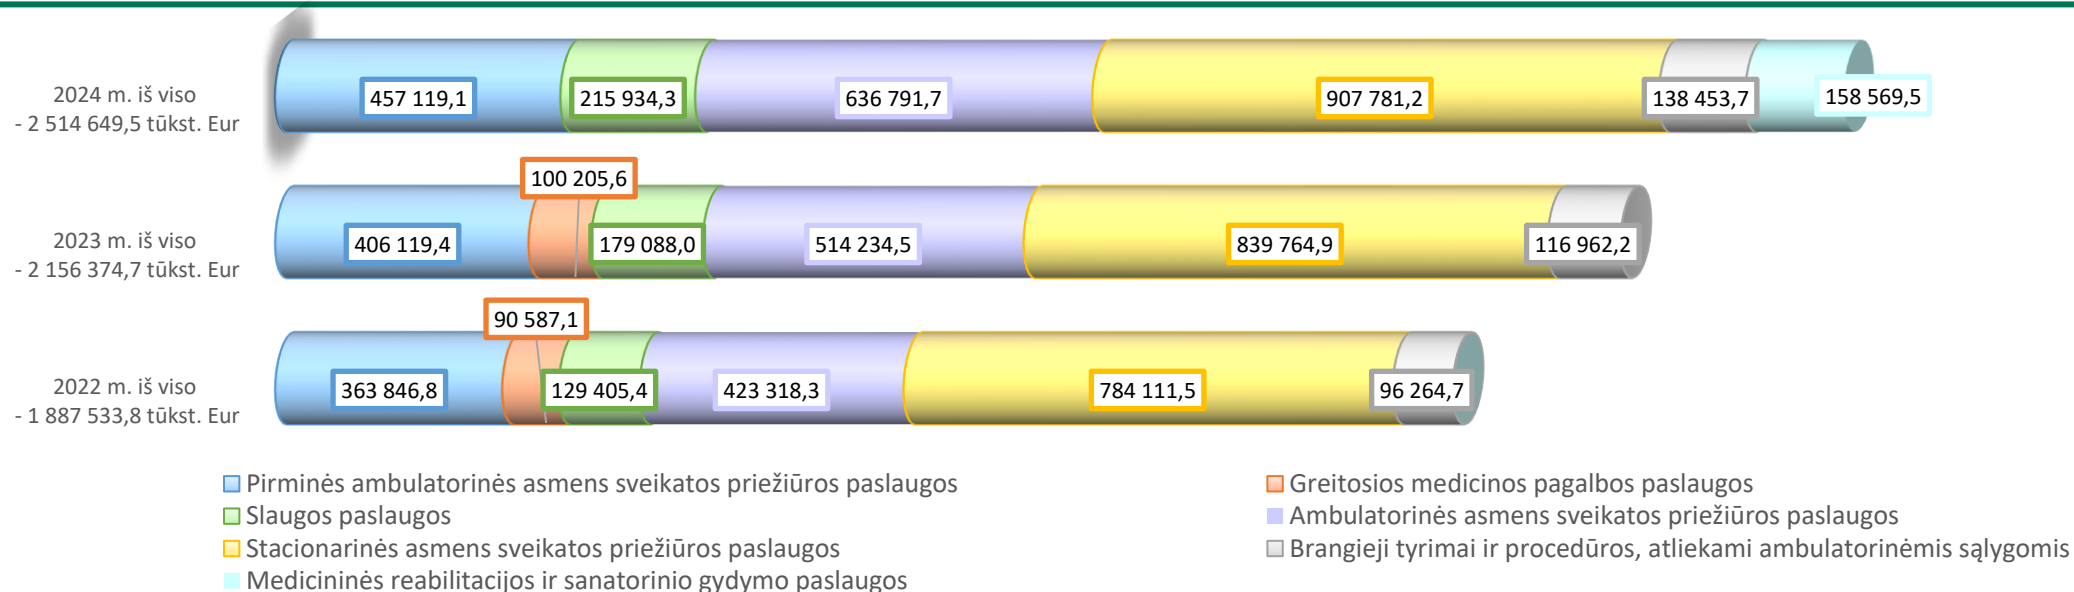 2024 m. iš viso
- 2 514 649,5 tūkst. Eur
457 119,1
215 934,3
636 791,7
907 781,2
138 453,7
158 569,5
2023 m. iš viso
- 2 156 374,7 tūkst. Eur
406 119,4
100 205,6
179 088,0
514 234,5
839 764,9
116 962,2
2022 m. iš viso
- 1 887 533,8 tūkst. Eur
363 846,8
90 587,1
129 405,4
423 318,3
784 111,5
96 264,7
Pirminės ambulatorinės asmens sveikatos priežiūros paslaugos
Greitosios medicinos pagalbos paslaugos
Slaugos paslaugos
Ambulatorinės asmens sveikatos priežiūros paslaugos
Stacionarinės asmens sveikatos priežiūros paslaugos
Brangieji tyrimai ir procedūros, atliekami ambulatorinėmis sąlygomis
Medicininės reabilitacijos ir sanatorinio gydymo paslaugos